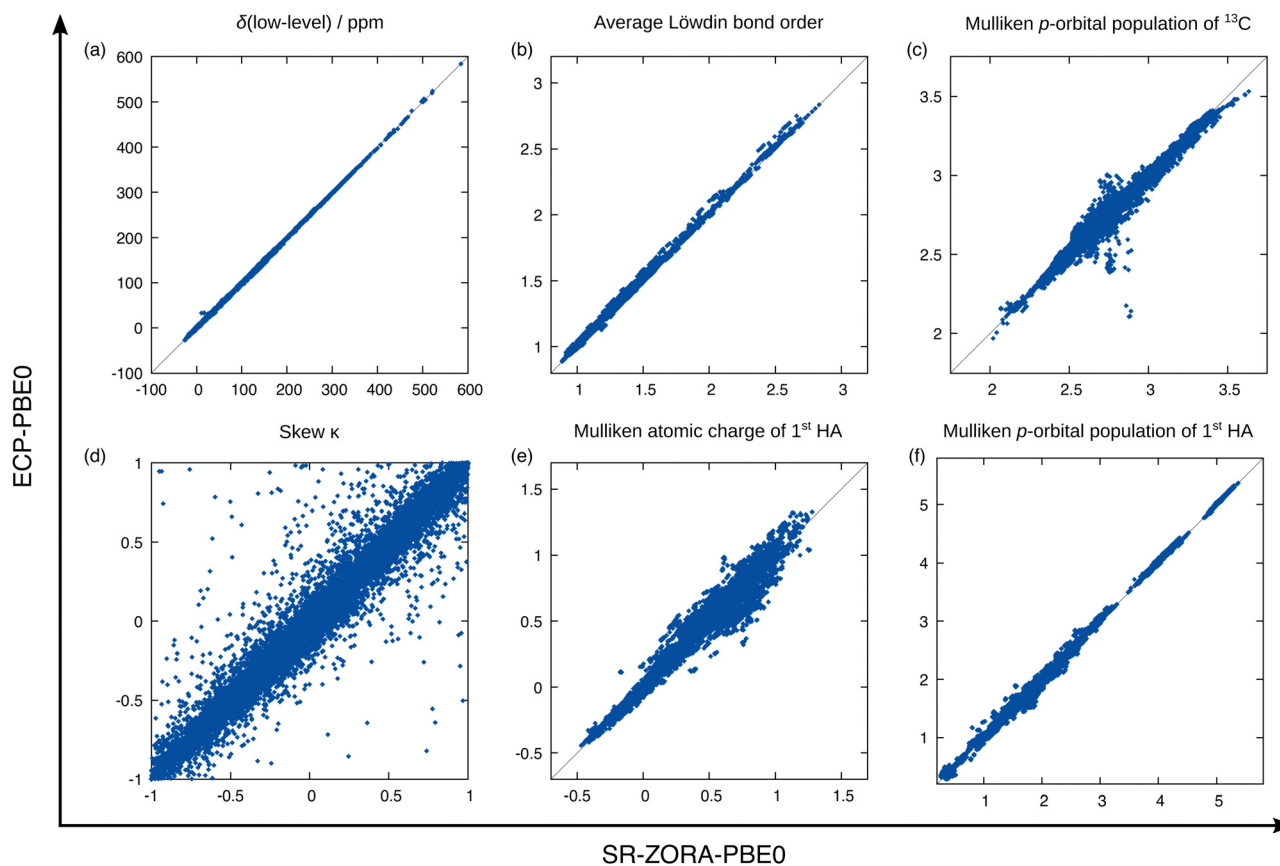 δ(low-level) / ppm
Average Löwdin bond order
Mulliken p-orbital population of ¹³C
(a)
600
500
400
300
200
100
0
-100
-100 0 100 200 300 400 500 600
(b)
3
2.5
2
1.5
1
1 1.5 2 2.5 3
(c)
3.5
3
2.5
2
2 2.5 3 3.5
ECP-PBE0
Skew κ
Mulliken atomic charge of 1st HA
Mulliken p-orbital population of 1st HA
(d)
1
0.5
0
-0.5
-1
-1 -0.5 0 0.5 1
(e)
1.5
1
0.5
0
-0.5
-0.5 0 0.5 1 1.5
(f)
5
4
3
2
1
1 2 3 4 5
SR-ZORA-PBE0